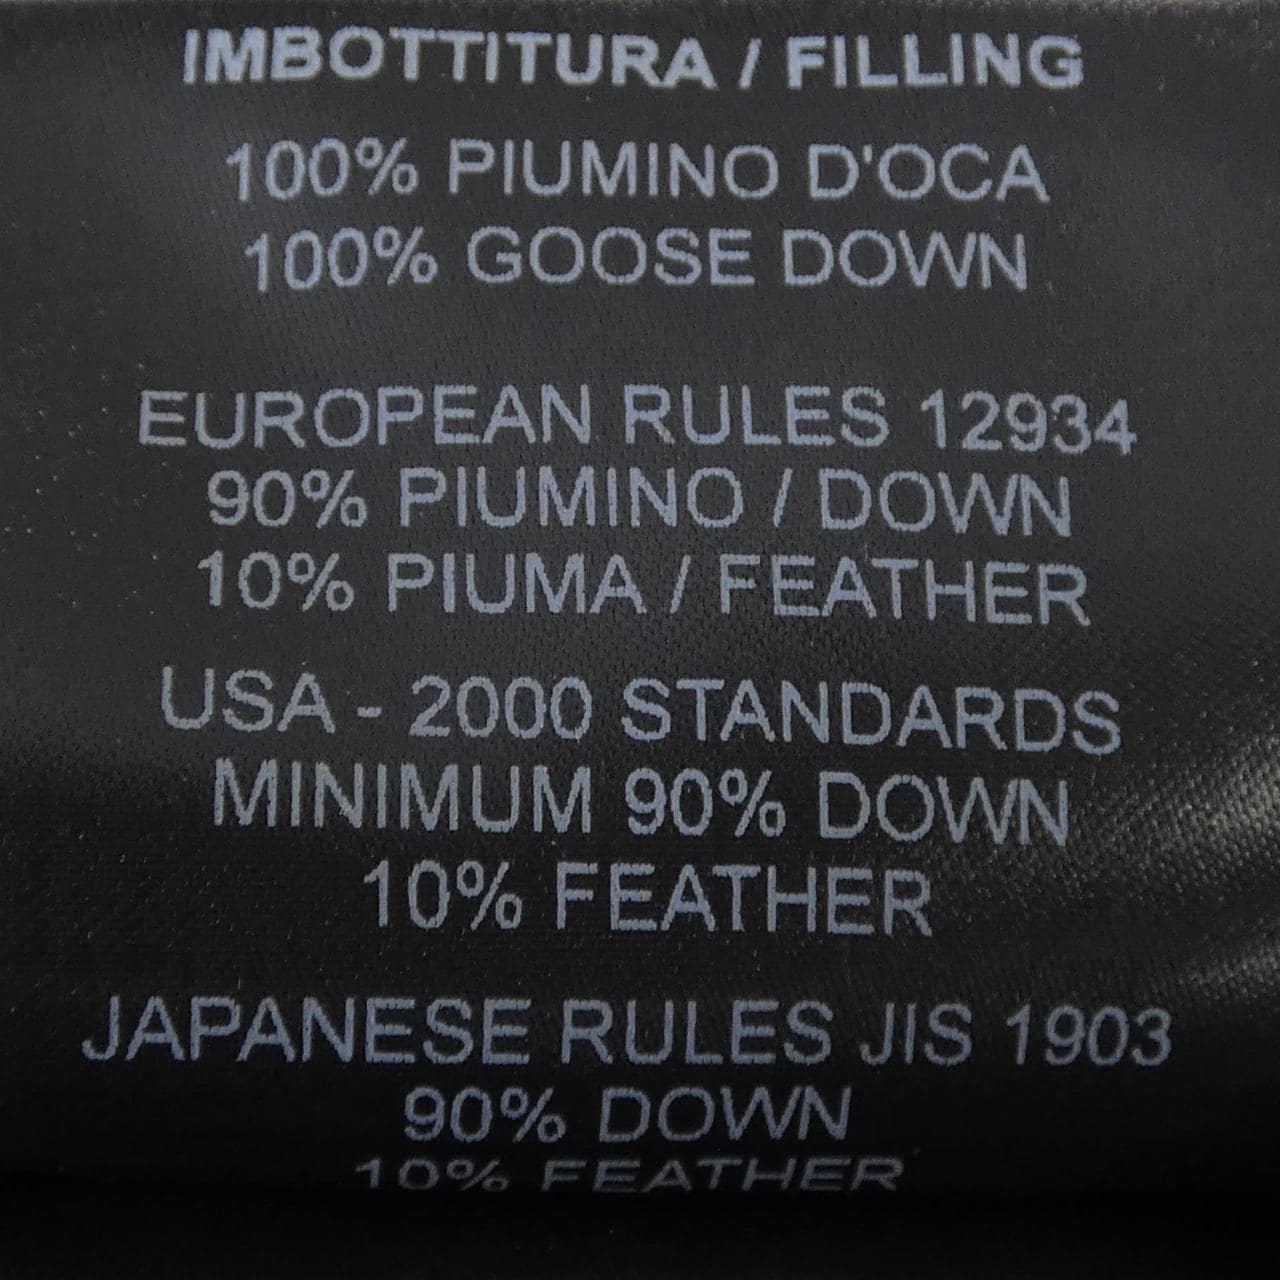 IMBOTTITURA / FILLING
100% PIUMINO D'OCA
100% GOOSE DOWN
EUROPEAN RULES 12934
90% PIUMINO / DOWN
10% PIUMA / FEATHER
USA - 2000 STANDARDS
MINIMUM 90% DOWN
10% FEATHER
JAPANESE RULES JIS 1903
90% DOWN
10% FEATHER